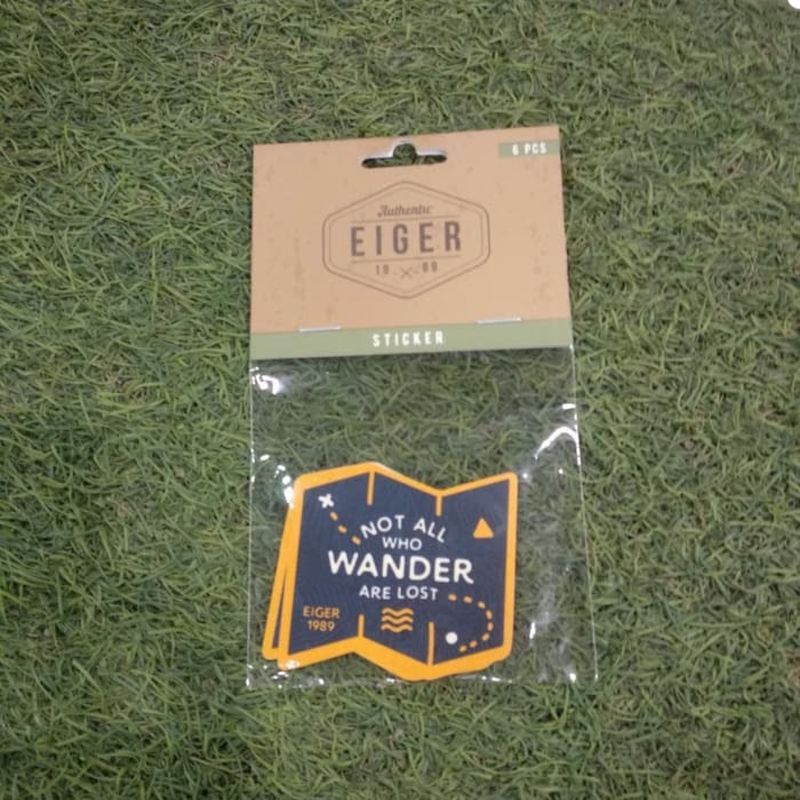 6 PCS
Authentic
EIGER
19 89
STICKER
NOT ALL
WHO
WANDER
ARE LOST
EIGER
1989